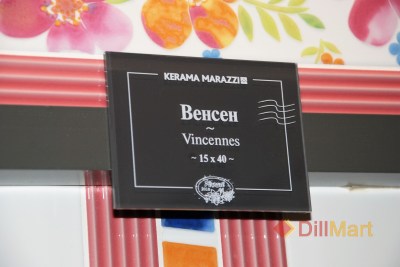 KERAMA MARAZZI
Венсен
~
Vincennes
~ 15 x 40 ~
DillMart